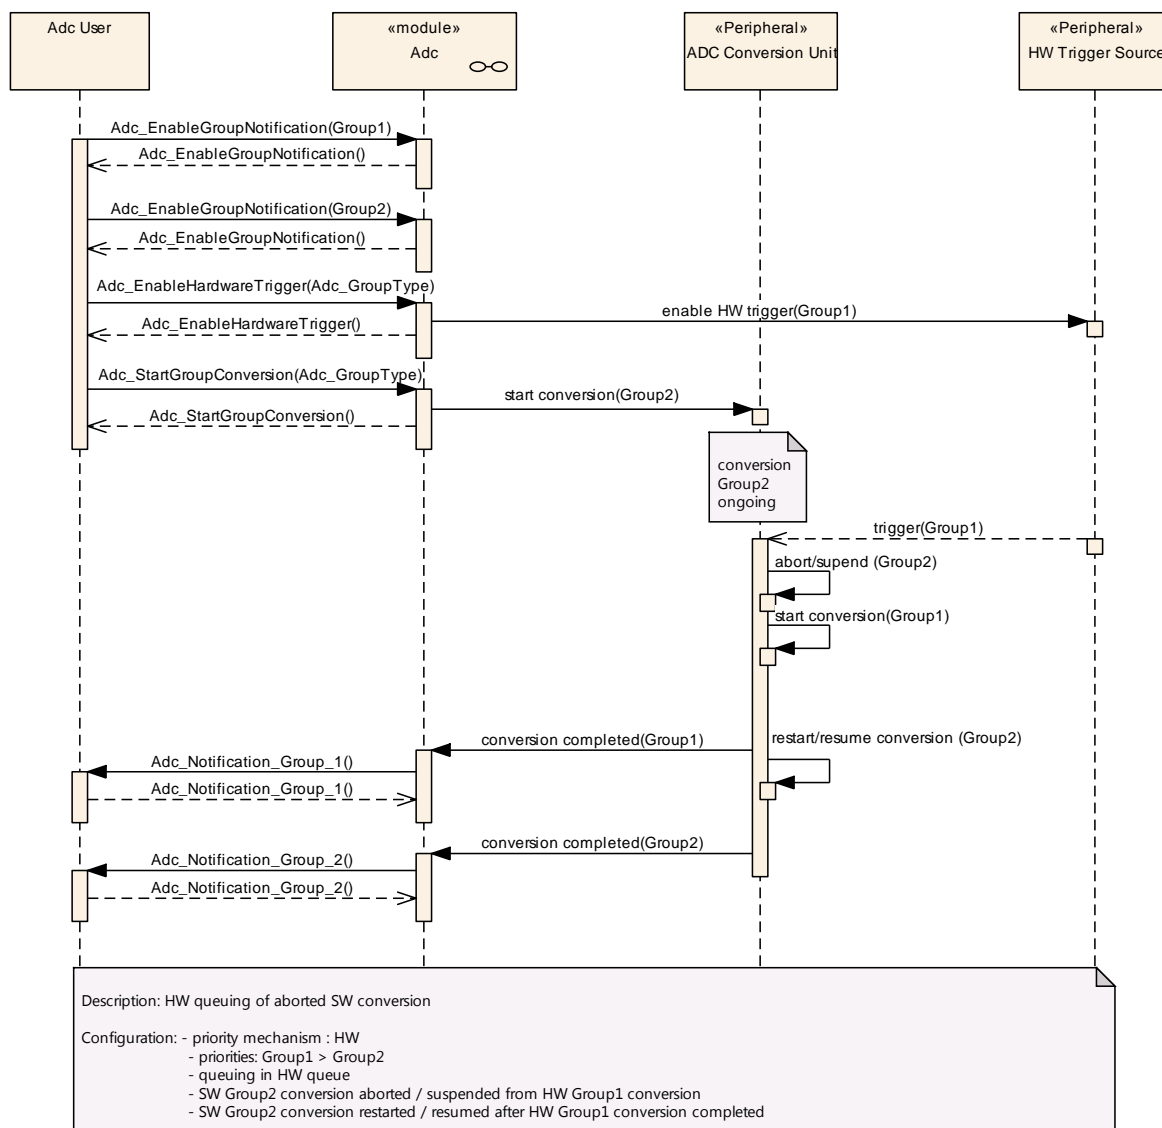 Adc User
«module»
Adc
«Peripheral»
ADC Conversion Unit
«Peripheral»
HW Trigger Source
Adc_EnableGroupNotification(Group1)
Adc_EnableGroupNotification()
Adc_EnableGroupNotification(Group2)
Adc_EnableGroupNotification()
Adc_EnableHardwareTrigger(Adc_GroupType)
enable HW trigger(Group1)
Adc_EnableHardwareTrigger()
Adc_StartGroupConversion(Adc_GroupType)
start conversion(Group2)
Adc_StartGroupConversion()
conversion
Group2
ongoing
trigger(Group1)
abort/supend (Group2)
start conversion(Group1)
conversion completed(Group1)
restart/resume conversion (Group2)
Adc_Notification_Group_1()
Adc_Notification_Group_1()
conversion completed(Group2)
Adc_Notification_Group_2()
Adc_Notification_Group_2()
Description: HW queuing of aborted SW conversion
Configuration: - priority mechanism : HW
- priorities: Group1 > Group2
- queuing in HW queue
- SW Group2 conversion aborted / suspended from HW Group1 conversion
- SW Group2 conversion restarted / resumed after HW Group1 conversion completed